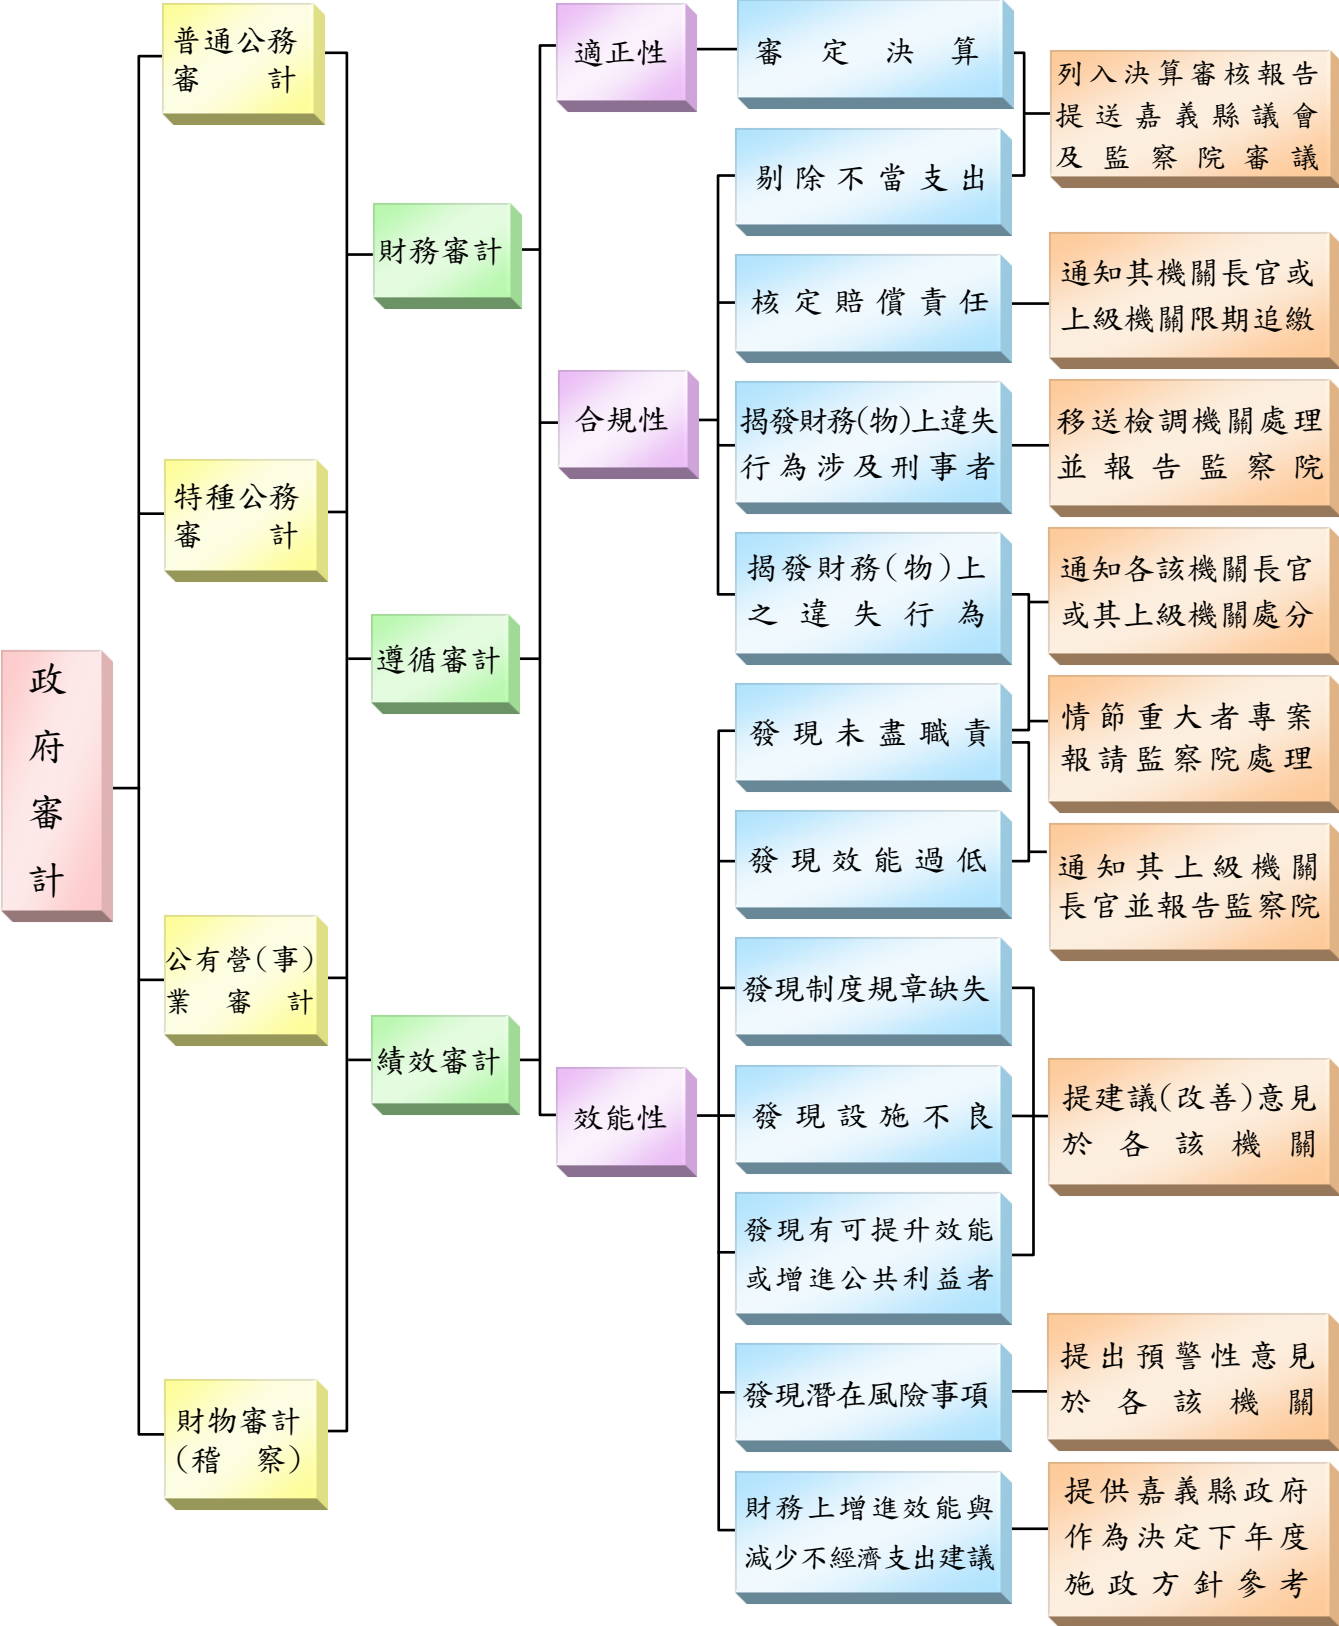 政
府
審
計
普通公務
審計
特種公務
審計
公有營(事)
業審計
財物審計
(稽察)
財務審計
遵循審計
績效審計
適正性
合規性
效能性
審定決算
剔除不當支出
核定賠償責任
揭發財務(物)上違失
行為涉及刑事者
揭發財務(物)上
之違失行為
發現未盡職責
發現效能過低
發現制度規章缺失
發現設施不良
發現有可提升效能
或增進公共利益者
發現潛在風險事項
財務上增進效能與
減少不經濟支出建議
列入決算審核報告
提送嘉義縣議會
及監察院審議
通知其機關長官或
上級機關限期追繳
移送檢調機關處理
並報告監察院
通知各該機關長官
或其上級機關處分
情節重大者專案
報請監察院處理
通知其上級機關
長官並報告監察院
提建議(改善)意見
於各該機關
提出預警性意見
於各該機關
提供嘉義縣政府
作為決定下年度
施政方針參考